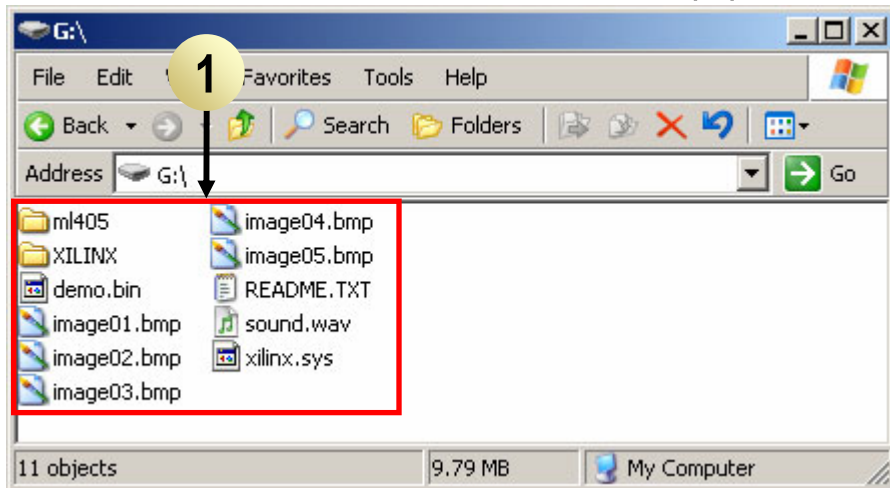 G:\
File Edit Favorites Tools Help
1
Back Search Folders
Address G:\ Go
ml405
XILINX
demo.bin
image01.bmp
image02.bmp
image03.bmp
image04.bmp
image05.bmp
README.TXT
sound.wav
xilinx.sys
11 objects 9.79 MB My Computer